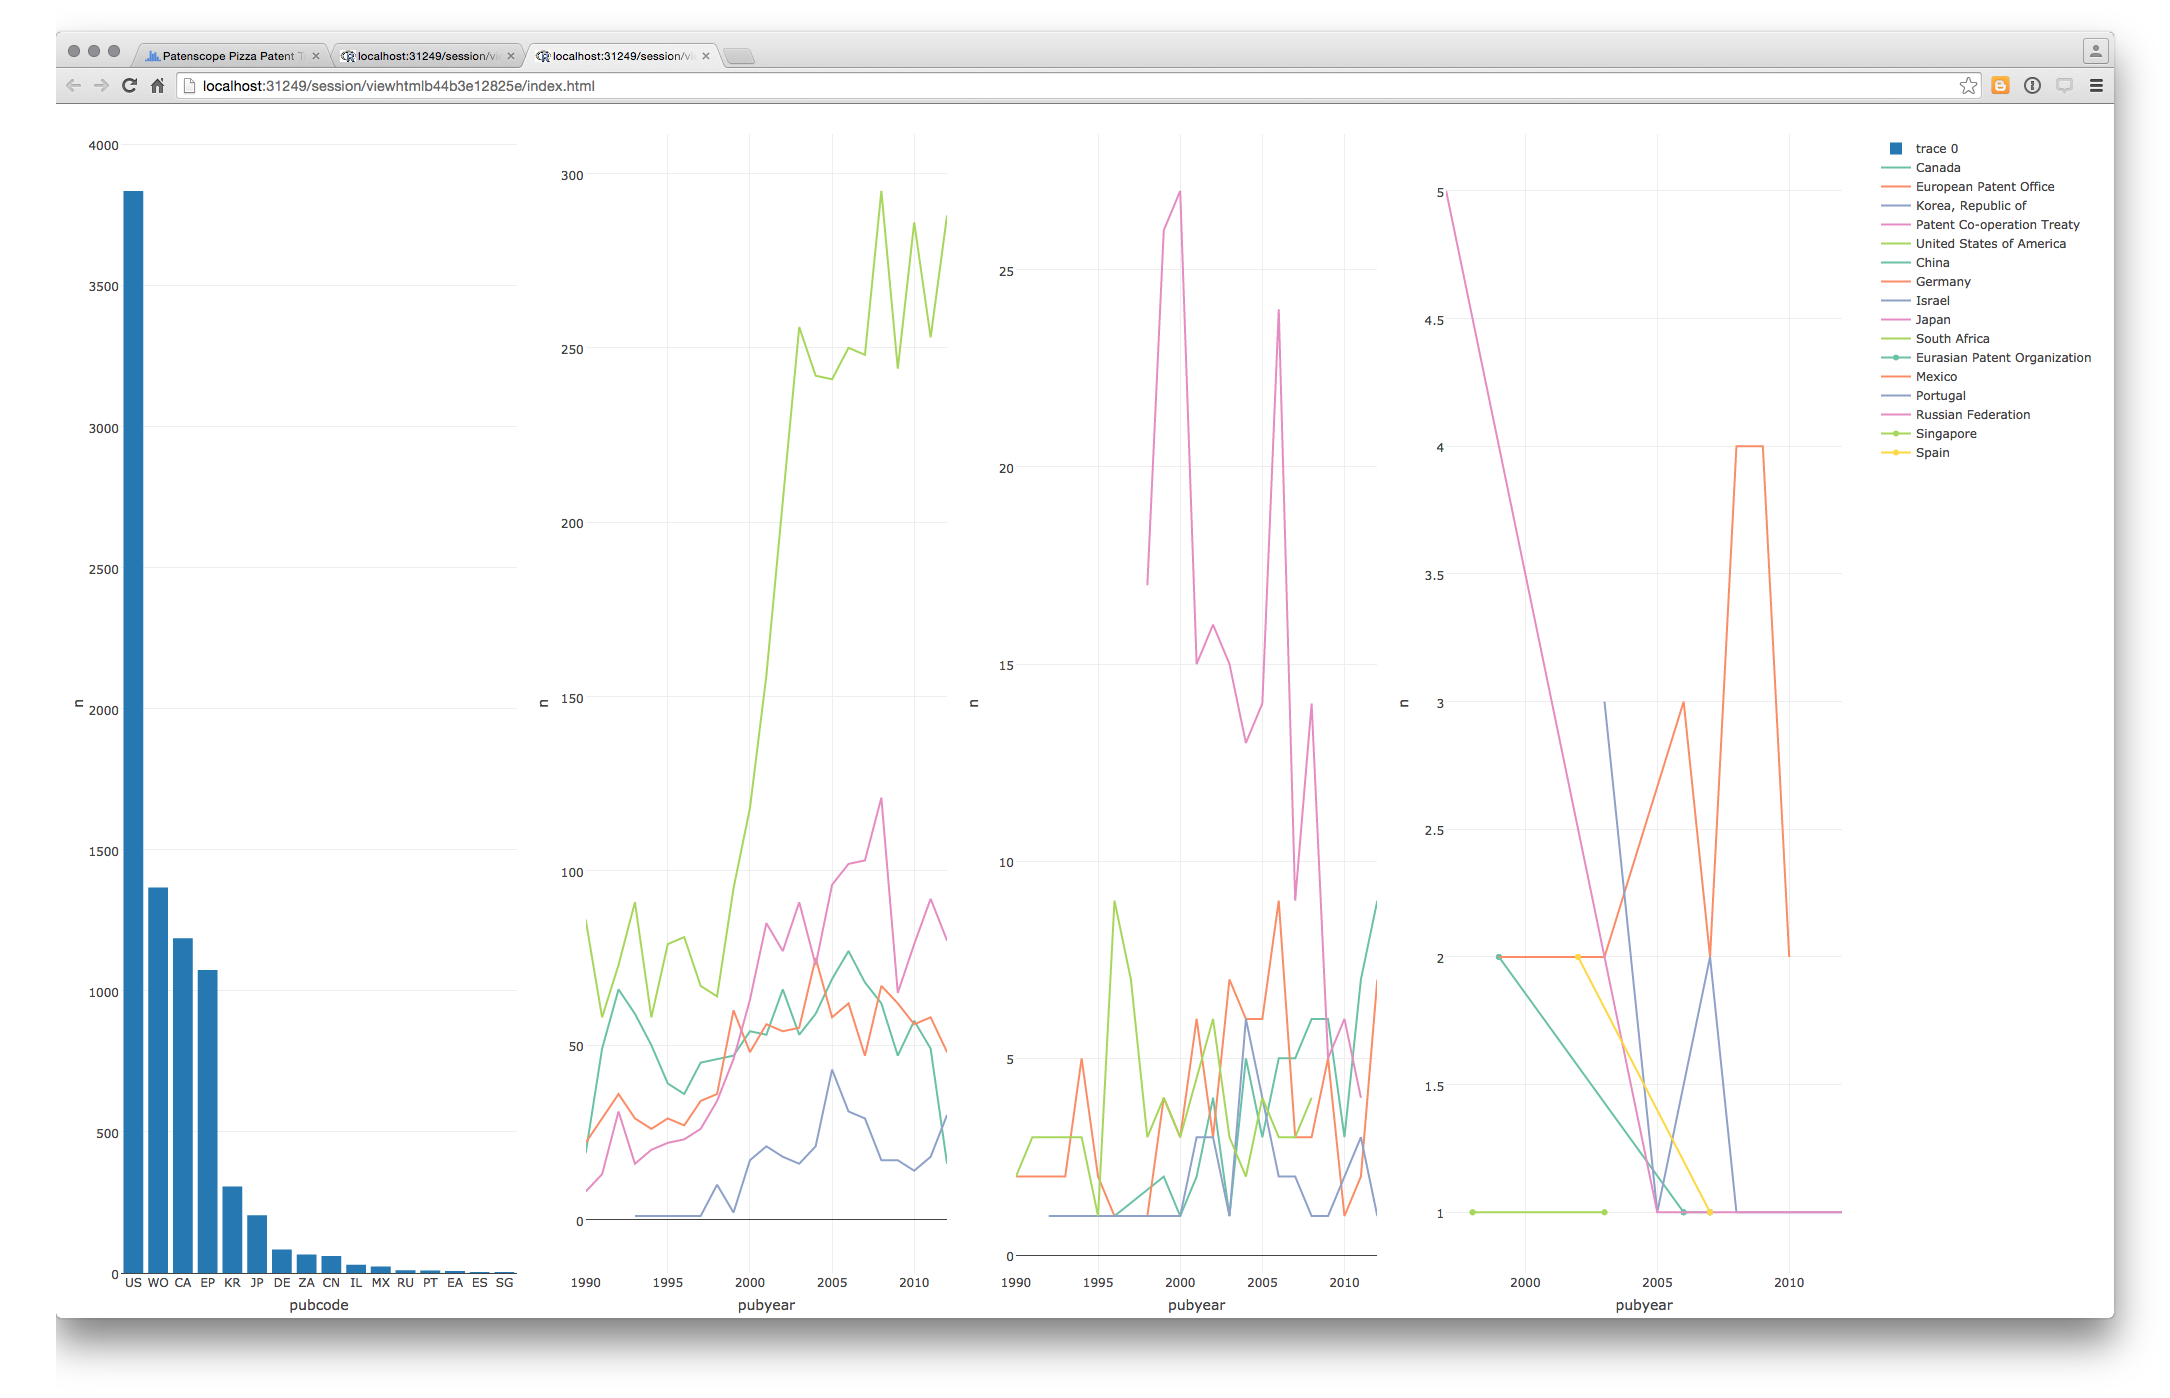 Patenscope Pizza Patent T
localhost:31249/session/vi
localhost:31249/session/vi
localhost:31249/session/viewhtmlb44b3e12825e/index.html
4000
3500
3000
2500
2000
1500
1000
500
0
n
US WO CA EP KR JP DE ZA CN IL MX RU PT EA ES SG
pubcode
300
250
200
150
100
50
0
n
1990 1995 2000 2005 2010
pubyear
25
20
15
10
5
0
n
1990 1995 2000 2005 2010
pubyear
5
4.5
4
3.5
3
2.5
2
1.5
1
n
2000 2005 2010
pubyear
trace 0
Canada
European Patent Office
Korea, Republic of
Patent Co-operation Treaty
United States of America
China
Germany
Israel
Japan
South Africa
Eurasian Patent Organization
Mexico
Portugal
Russian Federation
Singapore
Spain